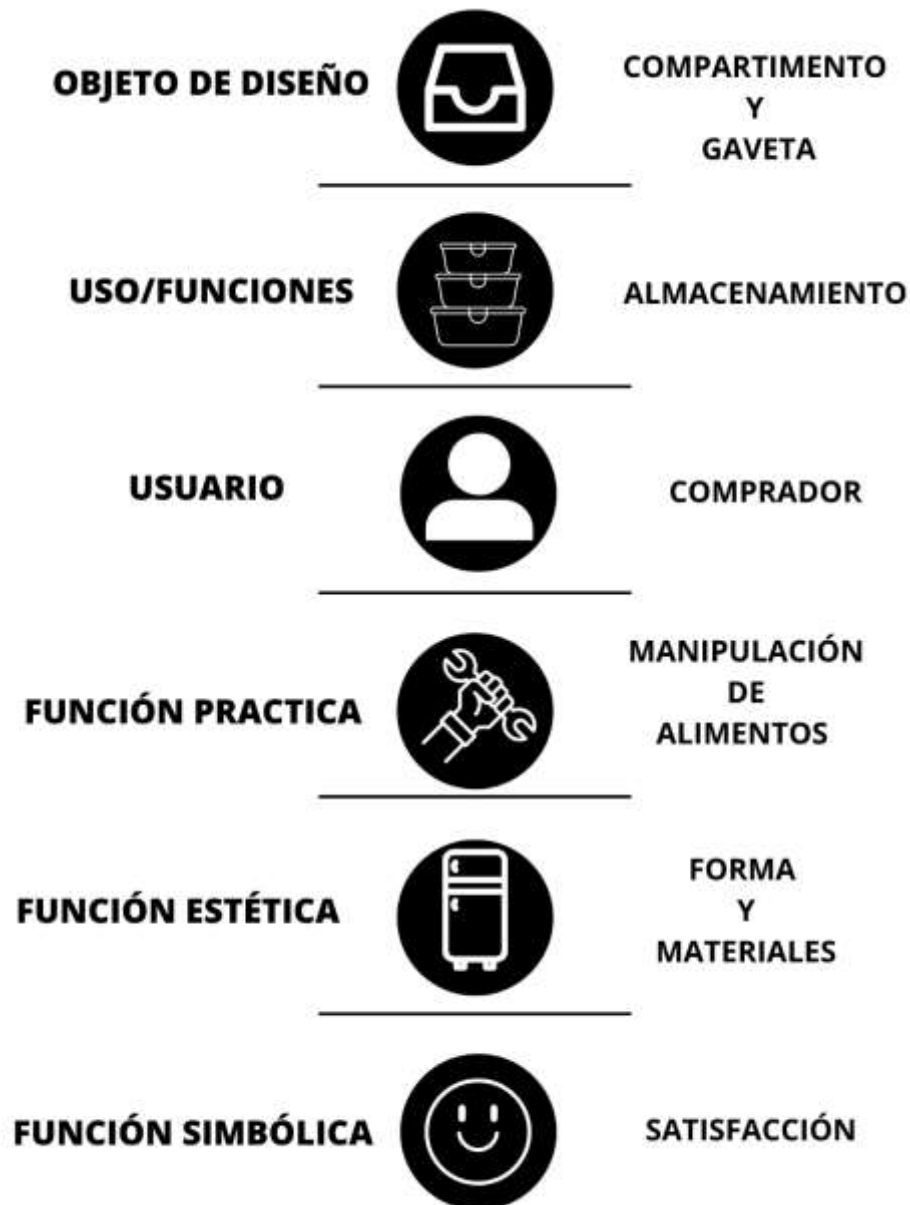 OBJETO DE DISEÑO
COMPARTIMENTO
Y
GAVETA
USO/FUNCIONES
ALMACENAMIENTO
USUARIO
COMPRADOR
FUNCIÓN PRACTICA
MANIPULACIÓN
DE
ALIMENTOS
FUNCIÓN ESTÉTICA
FORMA
Y
MATERIALES
FUNCIÓN SIMBÓLICA
SATISFACCIÓN